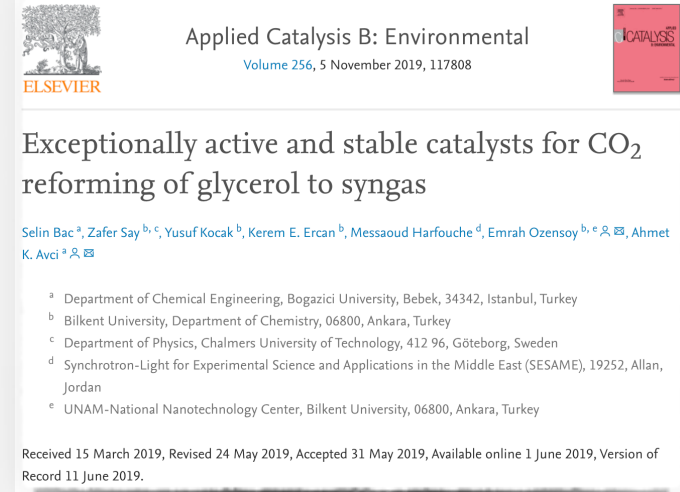 Applied Catalysis B: Environmental
Volume 256, 5 November 2019, 117808
ELSEVIER
CATALYSIS
Exceptionally active and stable catalysts for CO2
reforming of glycerol to syngas
Selin Bac a, Zafer Say b, c, Yusuf Kocak b, Kerem E. Ercan b, Messaoud Harfouche d, Emrah Ozensoy b, e, Ahmet
K. Avci a
a Department of Chemical Engineering, Bogazici University, Bebek, 34342, Istanbul, Turkey
b Bilkent University, Department of Chemistry, 06800, Ankara, Turkey
c Department of Physics, Chalmers University of Technology, 412 96, Göteborg, Sweden
d Synchrotron-Light for Experimental Science and Applications in the Middle East (SESAME), 19252, Allan,
Jordan
e UNAM-National Nanotechnology Center, Bilkent University, 06800, Ankara, Turkey
Received 15 March 2019, Revised 24 May 2019, Accepted 31 May 2019, Available online 1 June 2019, Version of
Record 11 June 2019.